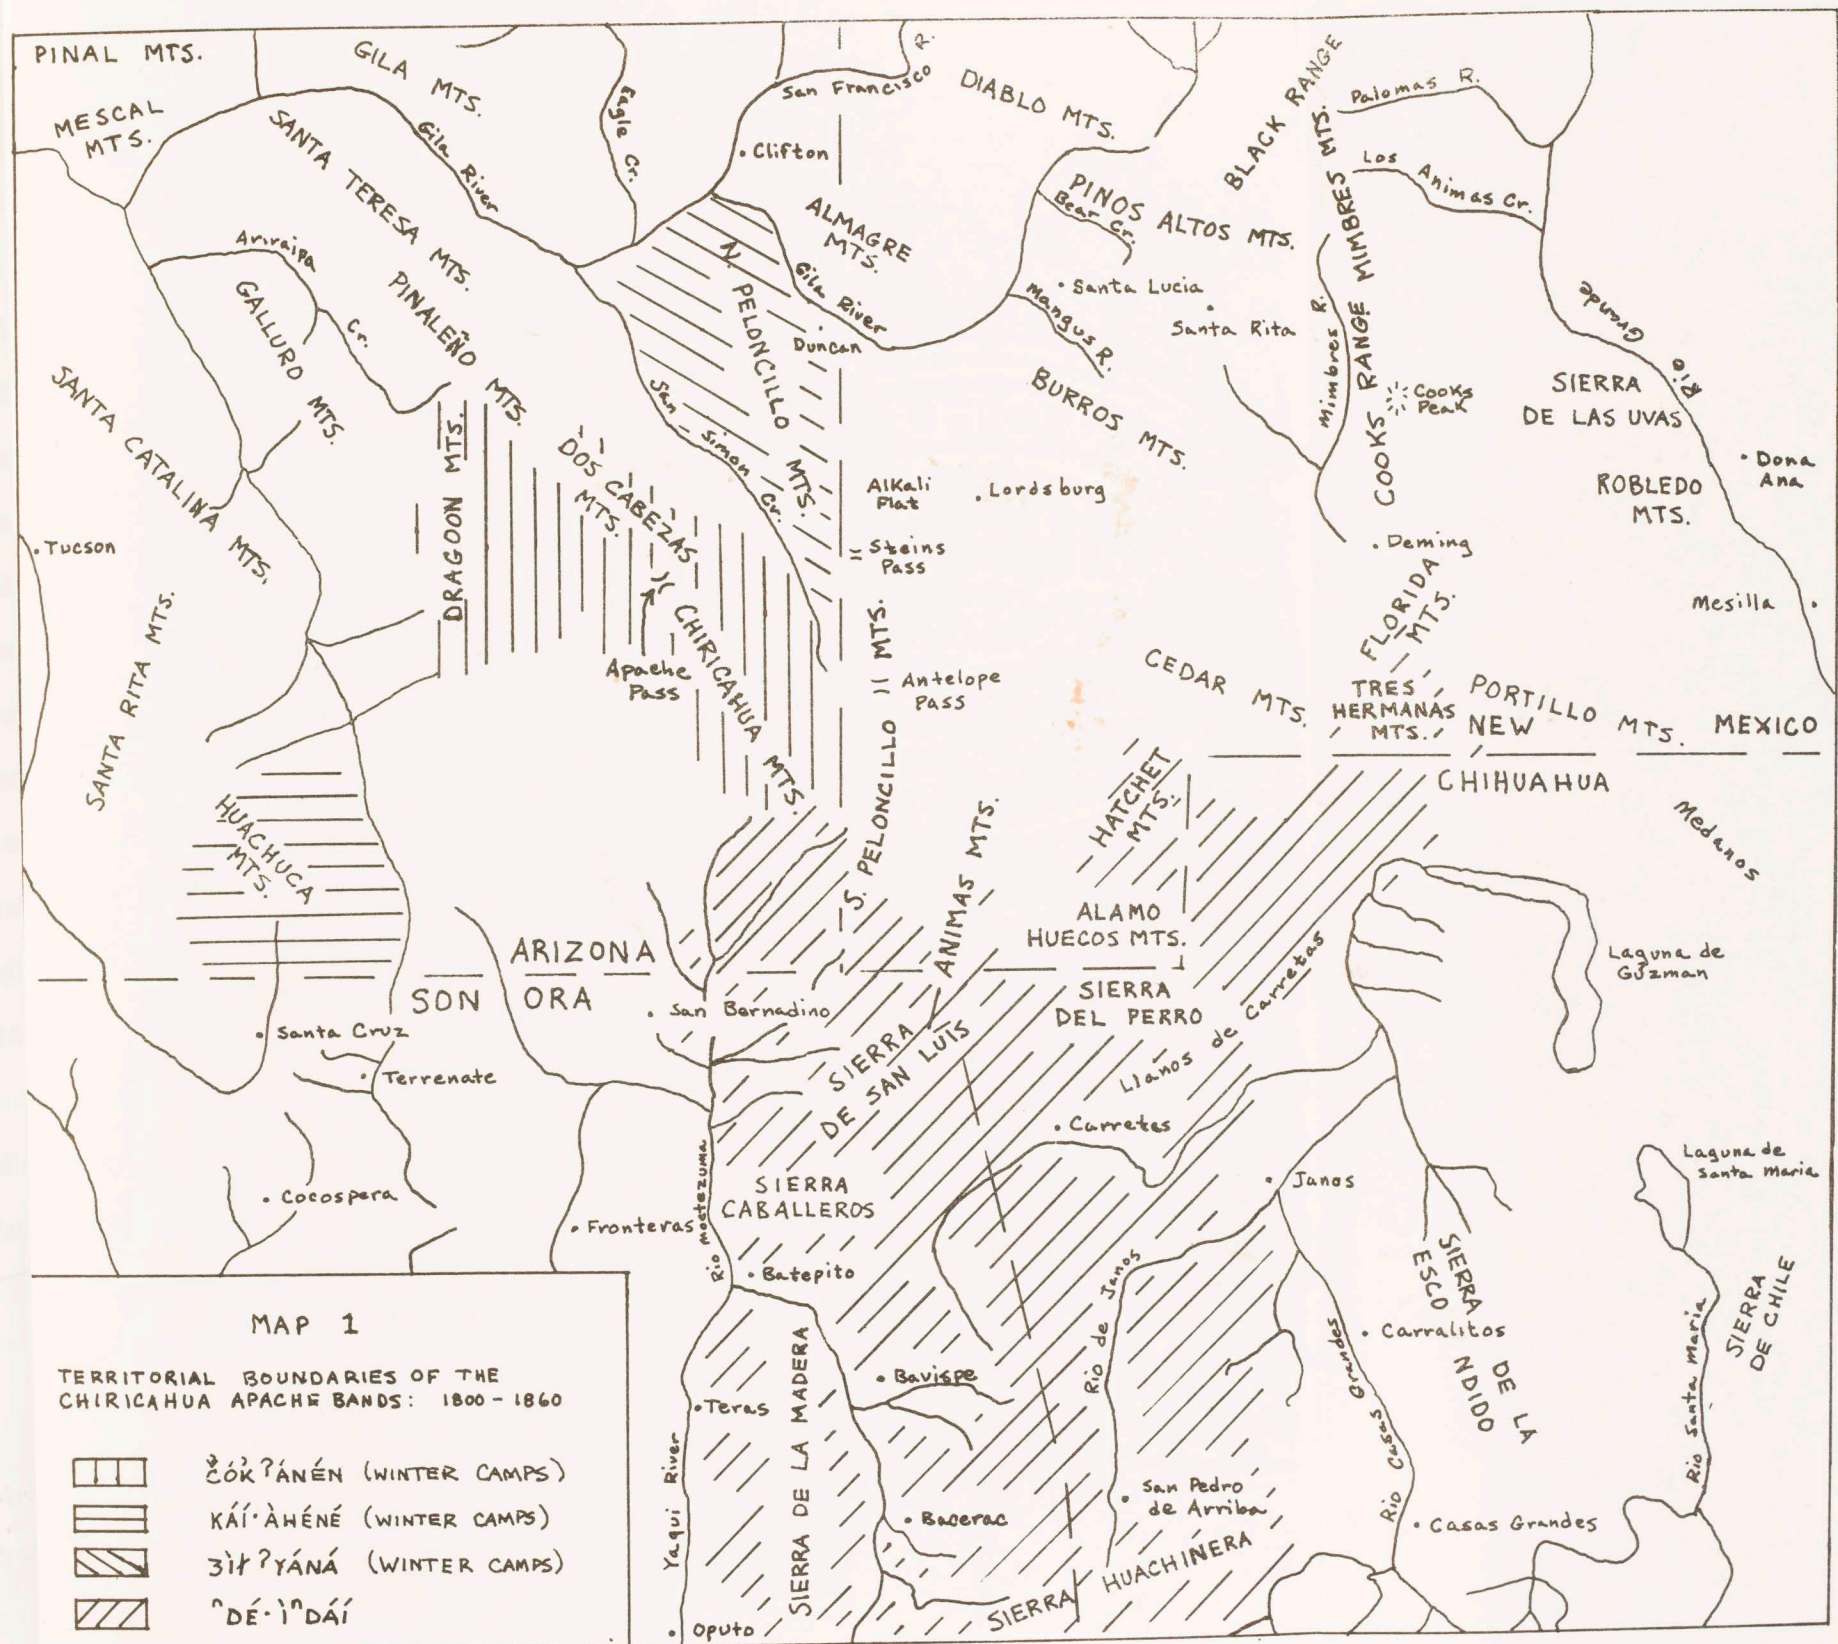 PINAL MTS.
GILA MTS.
San Francisco R.
DIABLO MTS.
BLACK RANGE
Palomas R.
MESCAL MTS.
SANTA TERESA MTS.
Gila River
Eagle Cr.
Clifton
MIMBRES MTS.
Los Animas Cr.
PINOS ALTOS MTS.
Bear Cr.
ALMAGRE MTS.
Arivaipa Cr.
GALLURO MTS.
PINALEÑO MTS.
N. PELONCILLO MTS.
Gila River
Duncan
Mangus R.
Santa Lucia
Santa Rita
Mimbres R.
COOKS RANGE
Cooks Peak
Rio Grande
SIERRA DE LAS UVAS
Dona Ana
ROBLEDO MTS.
SANTA CATALINA MTS.
DRAGOON MTS.
DOS CABEZAS MTS.
San Simon Cr.
BURROS MTS.
Alkali Flat
Lordsburg
Tucson
Steins Pass
Deming
FLORIDA MTS.
Mesilla
SANTA RITA MTS.
Apache Pass
CHIRICAHUA MTS.
S. PELONCILLO MTS.
Antelope Pass
CEDAR MTS.
TRES HERMANAS MTS.
PORTILLO MTS.
NEW MEXICO
CHIHUAHUA
HUACHUCA MTS.
HATCHET MTS.
ANIMAS MTS.
Medanos
ALAMO HUECOS MTS.
ARIZONA
SONORA
Laguna de Gúzman
San Bernadino
SIERRA DEL PERRO
SIERRA DE SAN LUIS
Llanos de Carretas
Santa Cruz
Terrenate
Carretes
Laguna de Santa Maria
Cocospera
Fronteras
Rio Moctezuma
SIERRA CABALLEROS
Batepito
Janos
Rio de Janos
SIERRA DE LA ESCONDIDO
SIERRA DE CHILE
Rio Santa Maria
Carralitos
Rio Casas Grandes
Bavispe
Teras
SIERRA DE LA MADERA
Yaqui River
San Pedro de Arriba
Bacerac
Casas Grandes
SIERRA HUACHINERA
Oputo
MAP 1
TERRITORIAL BOUNDARIES OF THE
CHIRICAHUA APACHE BANDS: 1800-1860
ČÓK̓ʔÁNÉN (WINTER CAMPS)
KÁÍ·ÀHÉNÉ (WINTER CAMPS)
ʒÌłʔYÁNÁ (WINTER CAMPS)
ⁿDÉ·ÌⁿDÁÍ